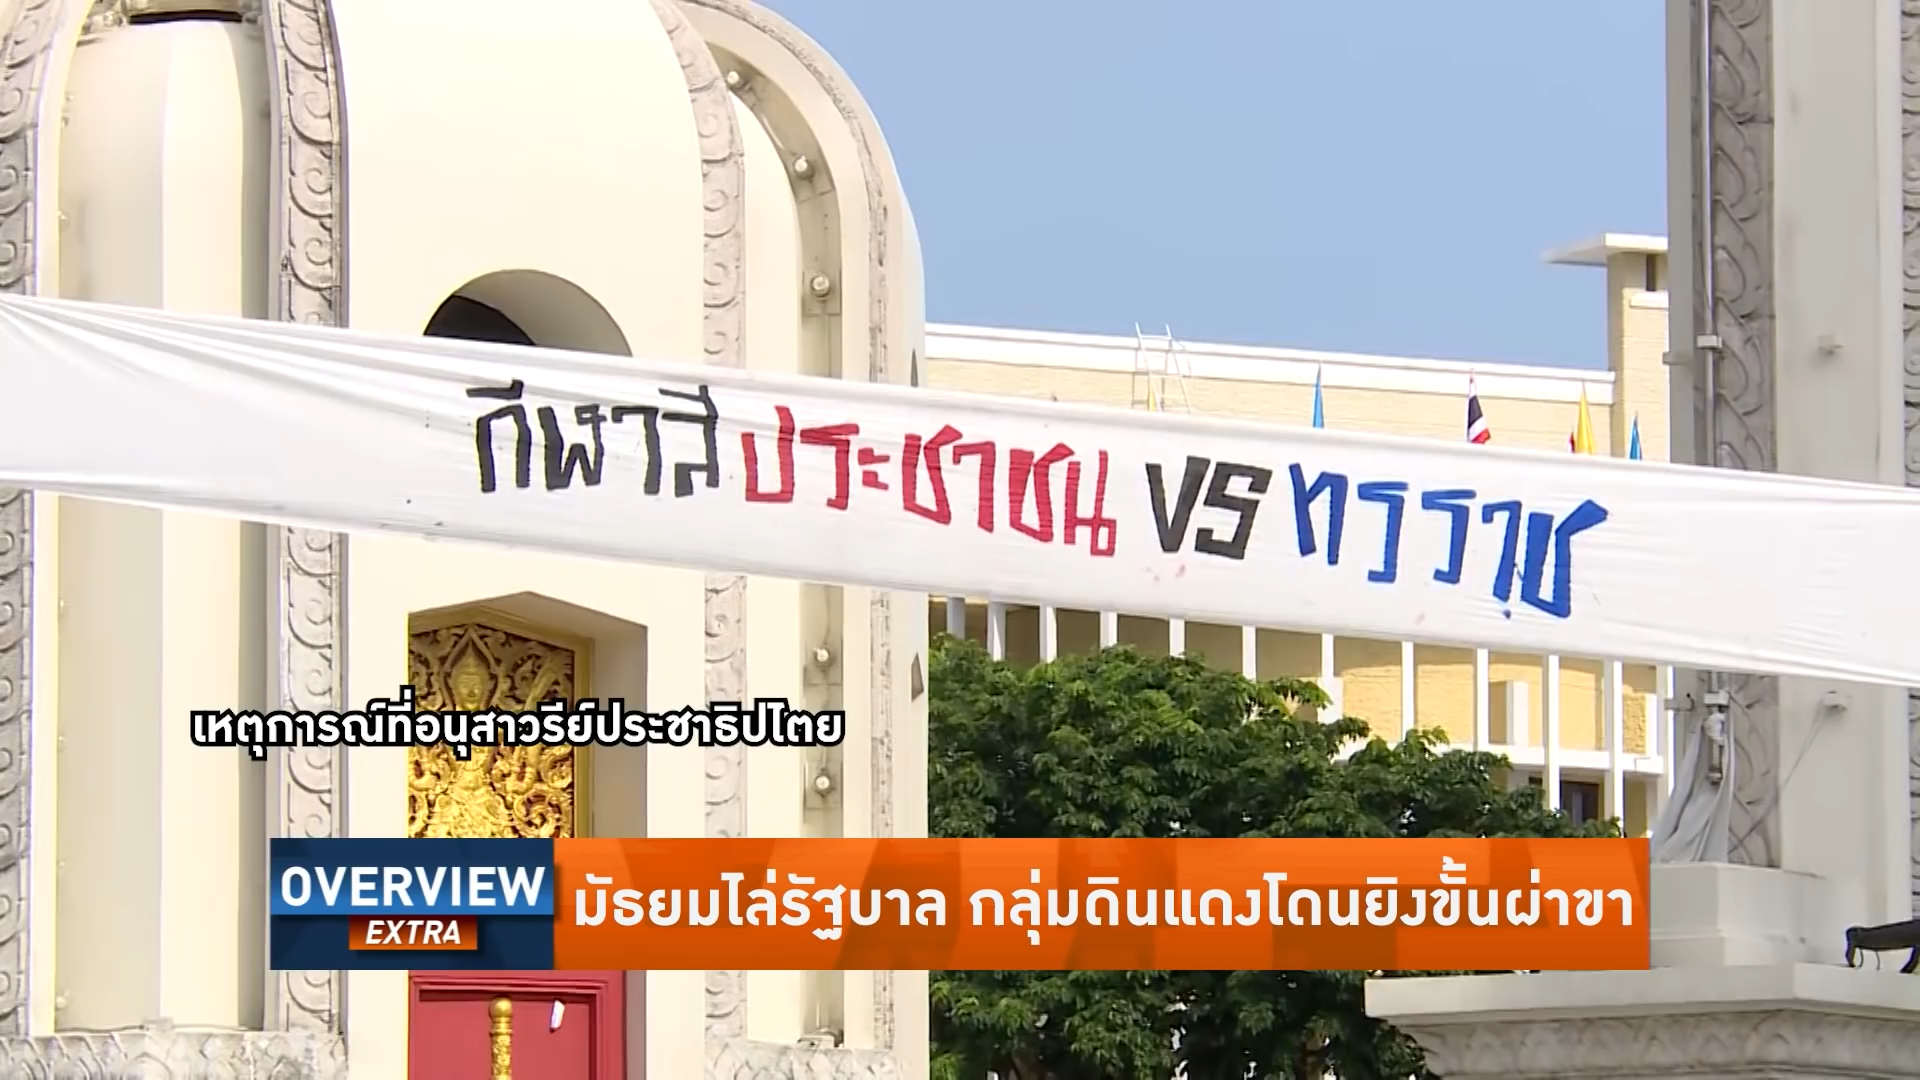 กีฬาสีประชาชน VS ทรราช
เหตุการณ์ที่อนุสาวรีย์ประชาธิปไตย
OVERVIEW
EXTRA
มัธยมไล่รัฐบาล กลุ่มดินแดงโดนยิงขั้นผ่าขา